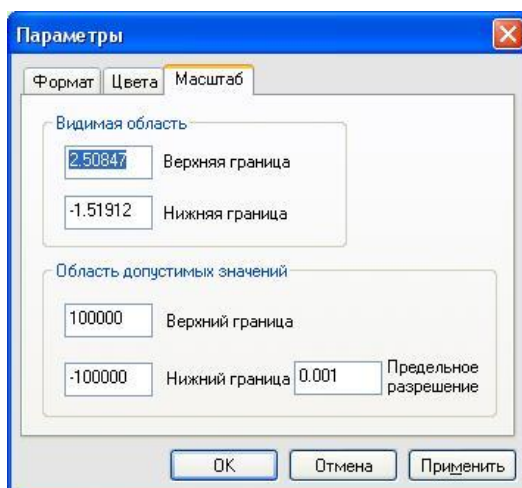 Параметры
Формат Цвета Масштаб
Видимая область
2.50847 Верхняя граница
-1.51912 Нижняя граница
Область допустимых значений
100000 Верхний граница
-100000 Нижний граница 0.001 Предельное
разрешение
OK Отмена Применить